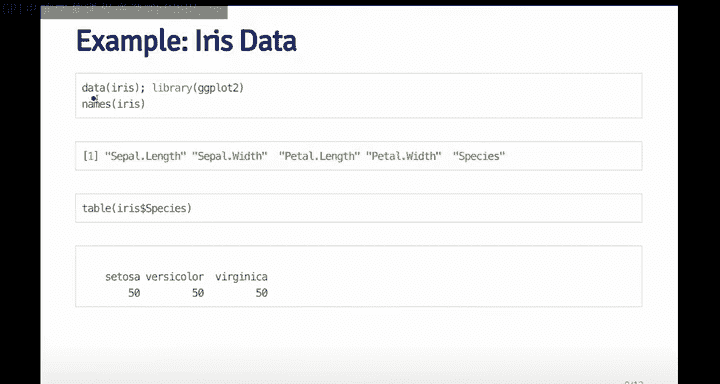 Example: Iris Data
data(iris); library(ggplot2)
names(iris)
[1] "Sepal.Length" "Sepal.Width" "Petal.Length" "Petal.Width" "Species"
table(iris$Species)
setosa versicolor virginica
50 50 50